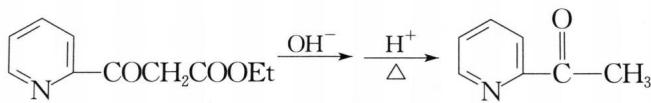 N COCH₂COOEt OH⁻ H⁺ △ N O C CH₃